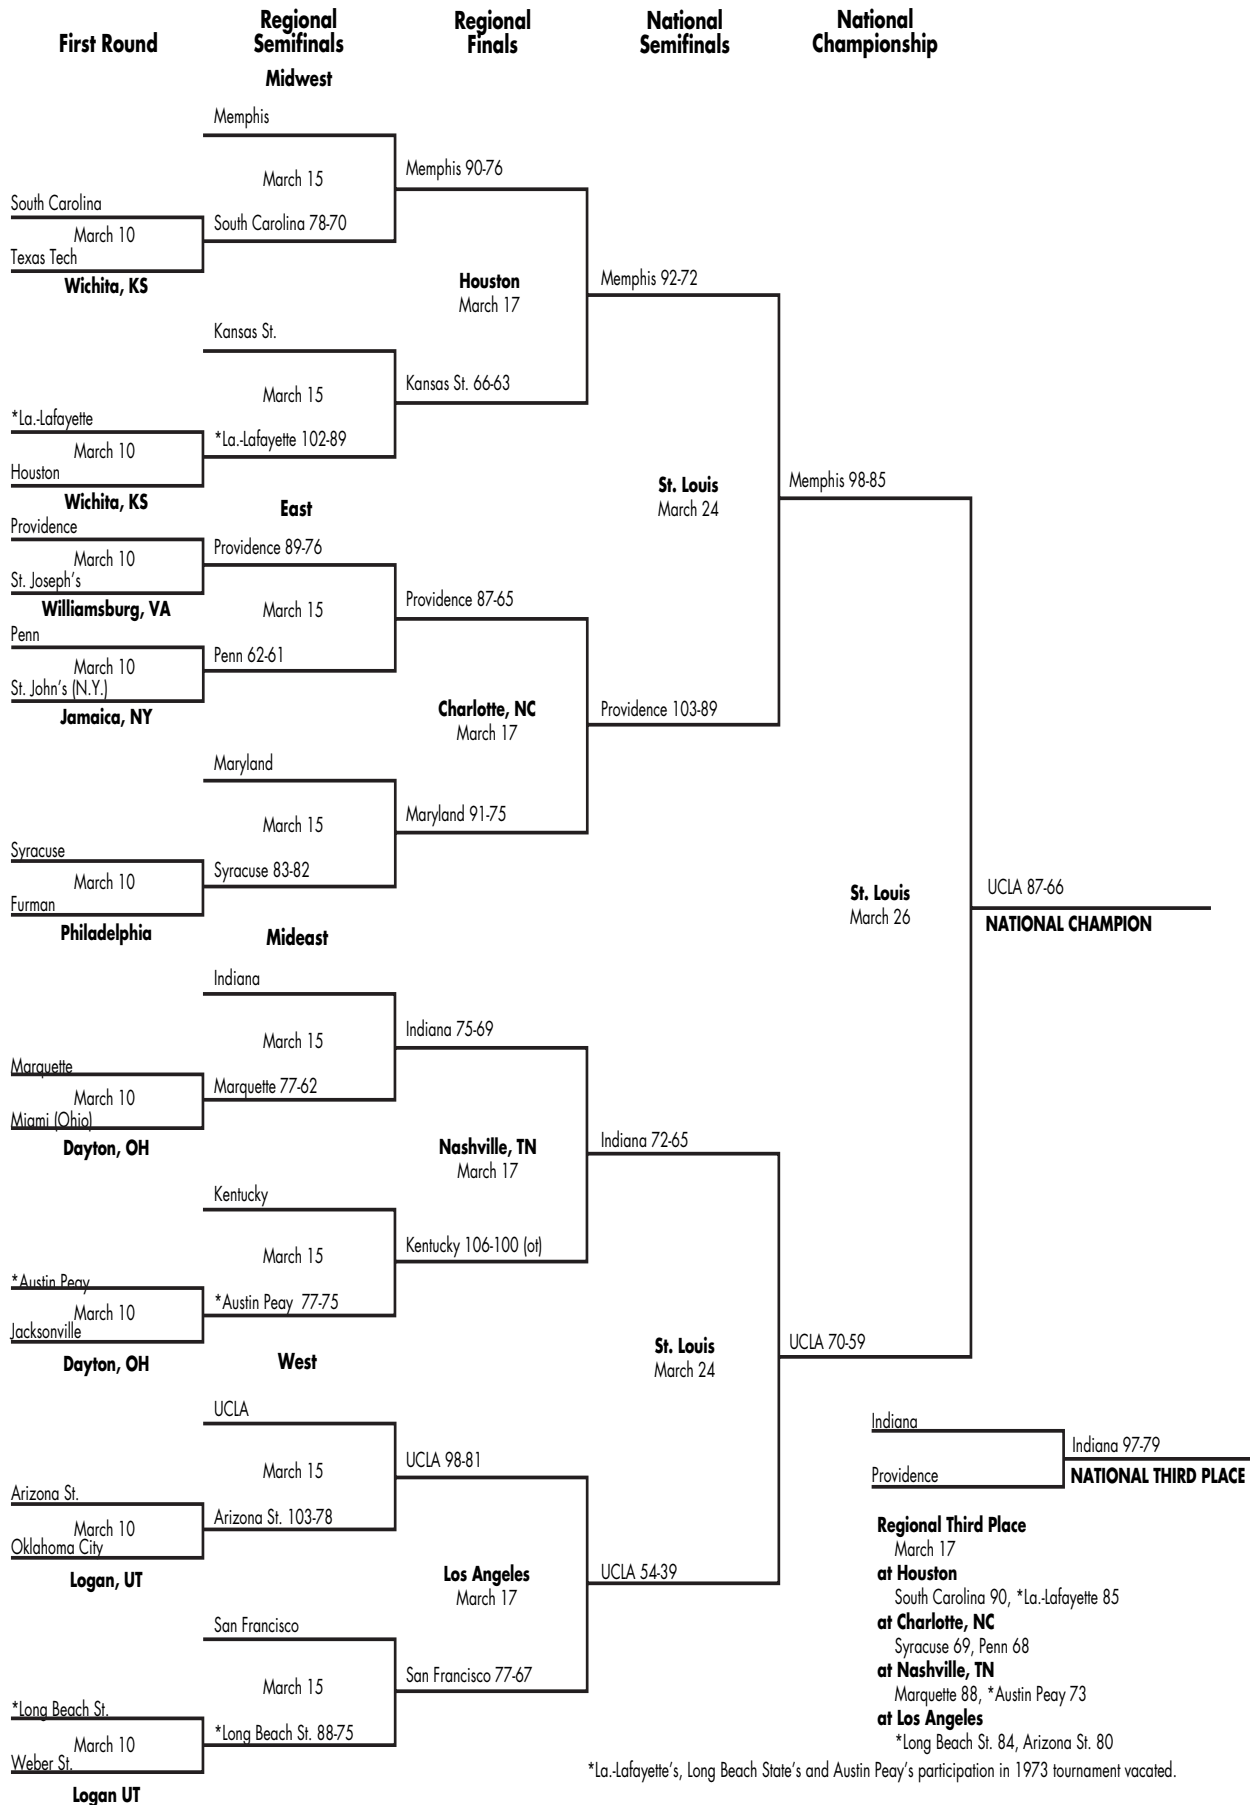 First Round
Regional
Semifinals
Regional
Finals
National
Semifinals
National
Championship
Midwest
Memphis
March 15
Memphis 90-76
South Carolina
March 10
Texas Tech
Wichita, KS
South Carolina 78-70
Houston
March 17
Memphis 92-72
Kansas St.
March 15
Kansas St. 66-63
*La.-Lafayette
March 10
Houston
Wichita, KS
*La.-Lafayette 102-89
St. Louis
March 24
Memphis 98-85
East
Providence
March 10
St. Joseph's
Williamsburg, VA
Providence 89-76
March 15
Providence 87-65
Penn
March 10
St. John's (N.Y.)
Jamaica, NY
Penn 62-61
Charlotte, NC
March 17
Providence 103-89
Maryland
March 15
Maryland 91-75
Syracuse
March 10
Furman
Philadelphia
Syracuse 83-82
St. Louis
March 26
UCLA 87-66
NATIONAL CHAMPION
Mideast
Indiana
March 15
Indiana 75-69
Marquette
March 10
Miami (Ohio)
Dayton, OH
Marquette 77-62
Nashville, TN
March 17
Indiana 72-65
Kentucky
March 15
Kentucky 106-100 (ot)
*Austin Peay
March 10
Jacksonville
Dayton, OH
*Austin Peay 77-75
St. Louis
March 24
UCLA 70-59
West
UCLA
March 15
UCLA 98-81
Arizona St.
March 10
Oklahoma City
Logan, UT
Arizona St. 103-78
Los Angeles
March 17
UCLA 54-39
San Francisco
March 15
San Francisco 77-67
*Long Beach St.
March 10
Weber St.
Logan UT
*Long Beach St. 88-75
Indiana
Providence
Indiana 97-79
NATIONAL THIRD PLACE
Regional Third Place
March 17
at Houston
South Carolina 90, *La.-Lafayette 85
at Charlotte, NC
Syracuse 69, Penn 68
at Nashville, TN
Marquette 88, *Austin Peay 73
at Los Angeles
*Long Beach St. 84, Arizona St. 80
*La.-Lafayette's, Long Beach State's and Austin Peay's participation in 1973 tournament vacated.